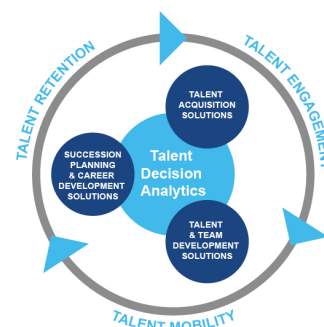 TALENT RETENTION
TALENT ENGAGEMENT
TALENT
ACQUISITION
SOLUTIONS
SUCCESSION
PLANNING
& CAREER
DEVELOPMENT
SOLUTIONS
Talent
Decision
Analytics
TALENT
& TEAM
DEVELOPMENT
SOLUTIONS
TALENT MOBILITY